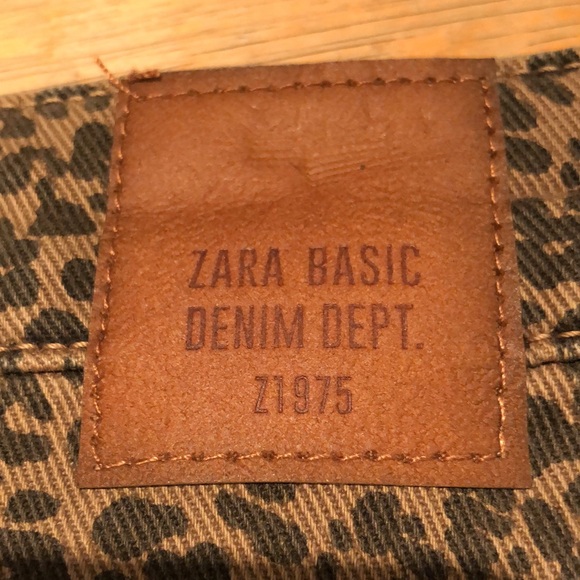 ZARA BASIC
DENIM DEPT.
Z1975